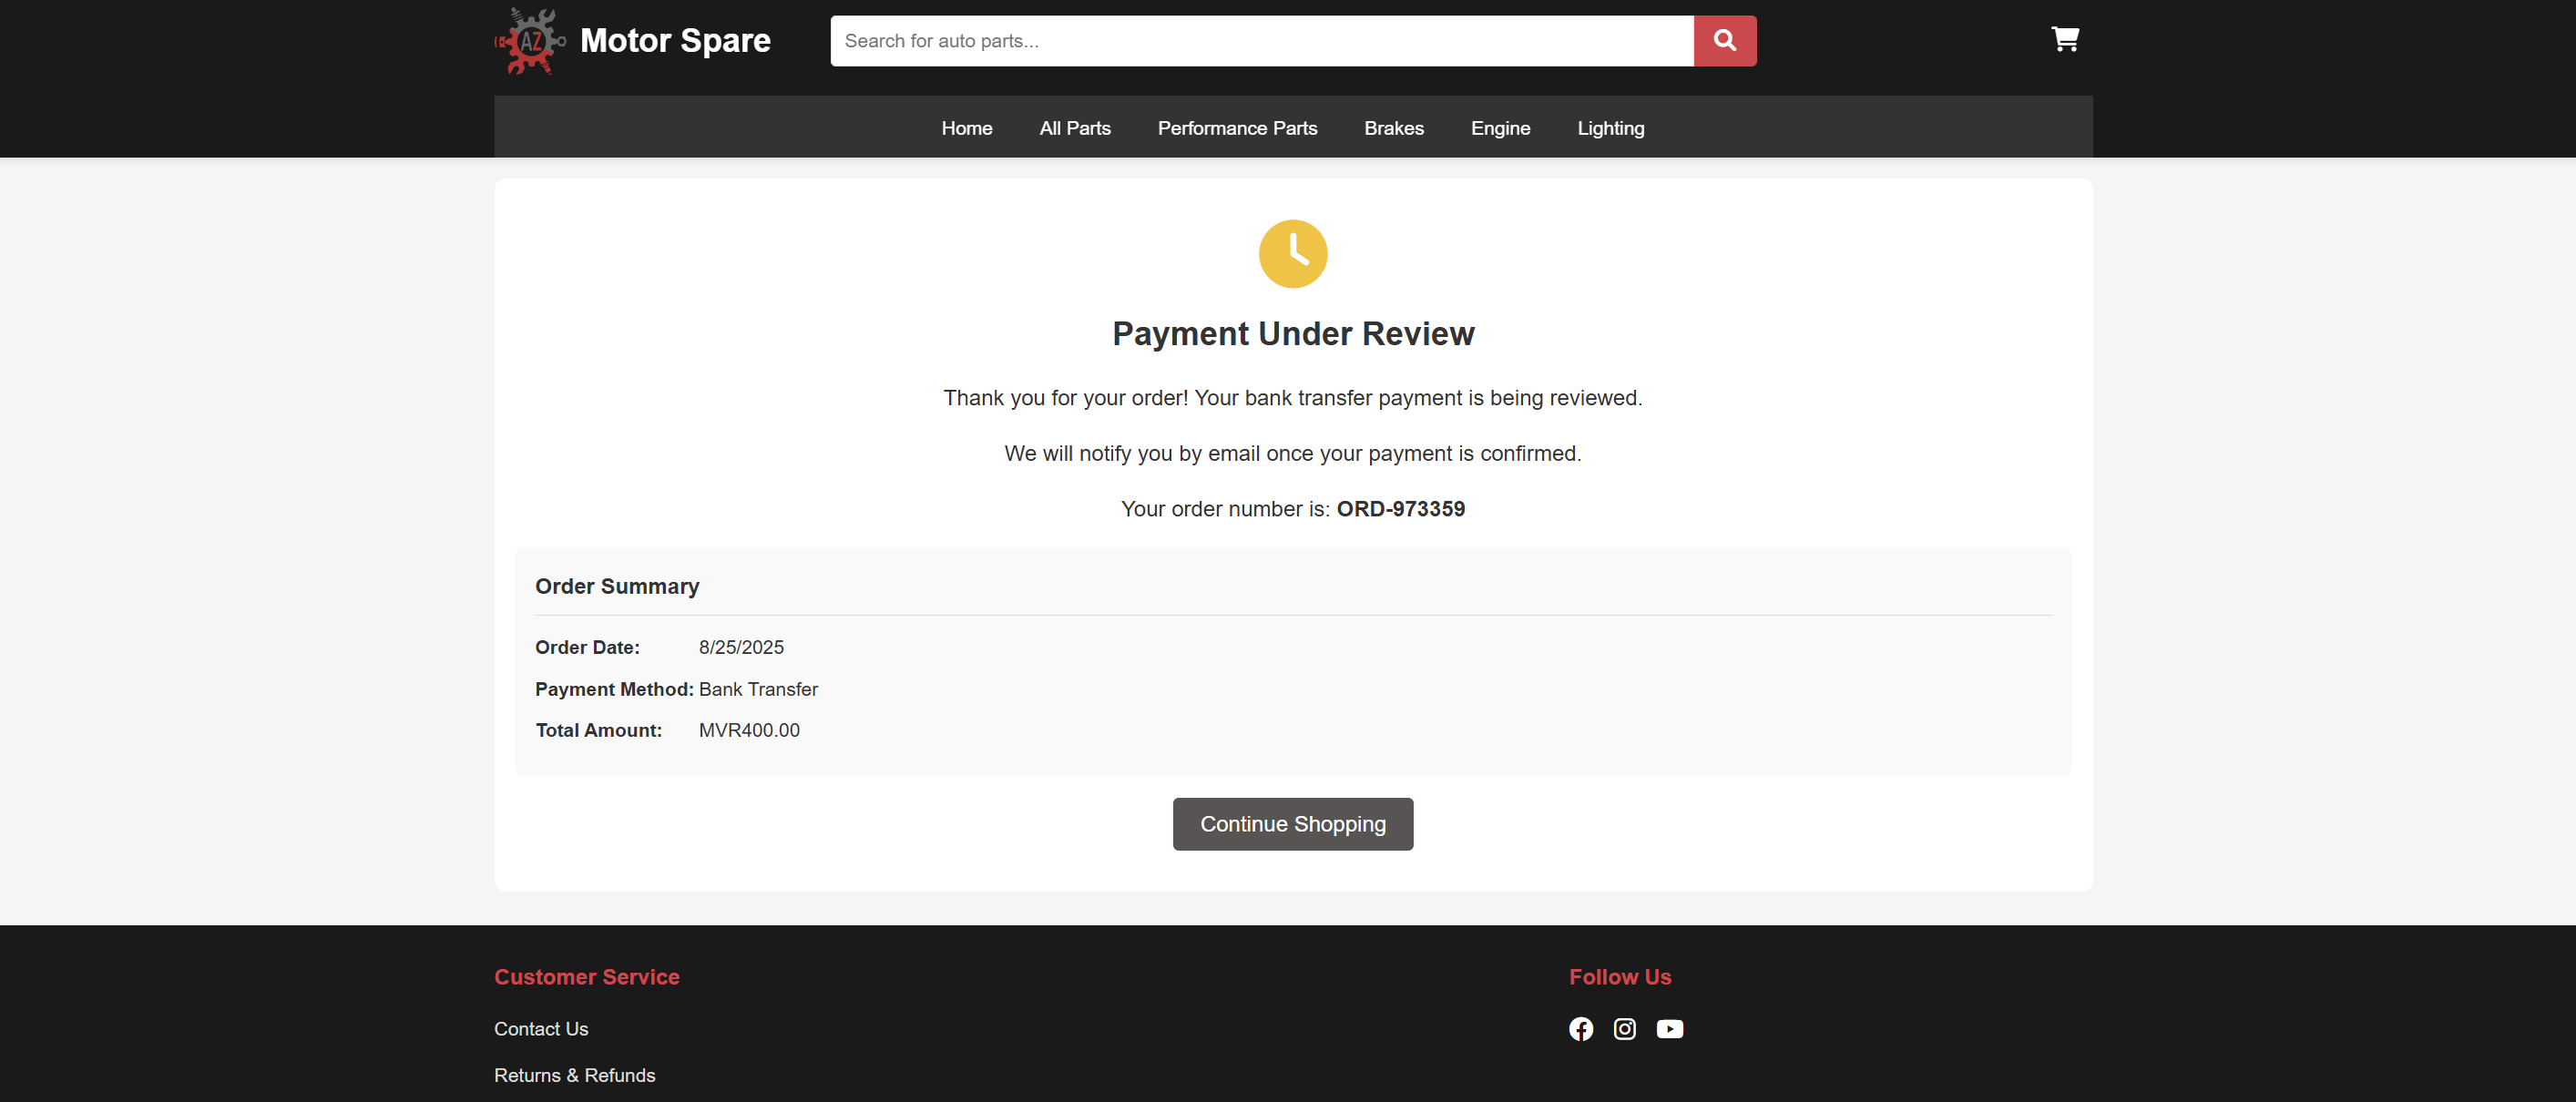 AZ Motor Spare
Search for auto parts...
Home All Parts Performance Parts Brakes Engine Lighting
Payment Under Review
Thank you for your order! Your bank transfer payment is being reviewed.
We will notify you by email once your payment is confirmed.
Your order number is: ORD-973359
Order Summary
Order Date: 8/25/2025
Payment Method: Bank Transfer
Total Amount: MVR400.00
Continue Shopping
Customer Service
Contact Us
Returns & Refunds
Follow Us